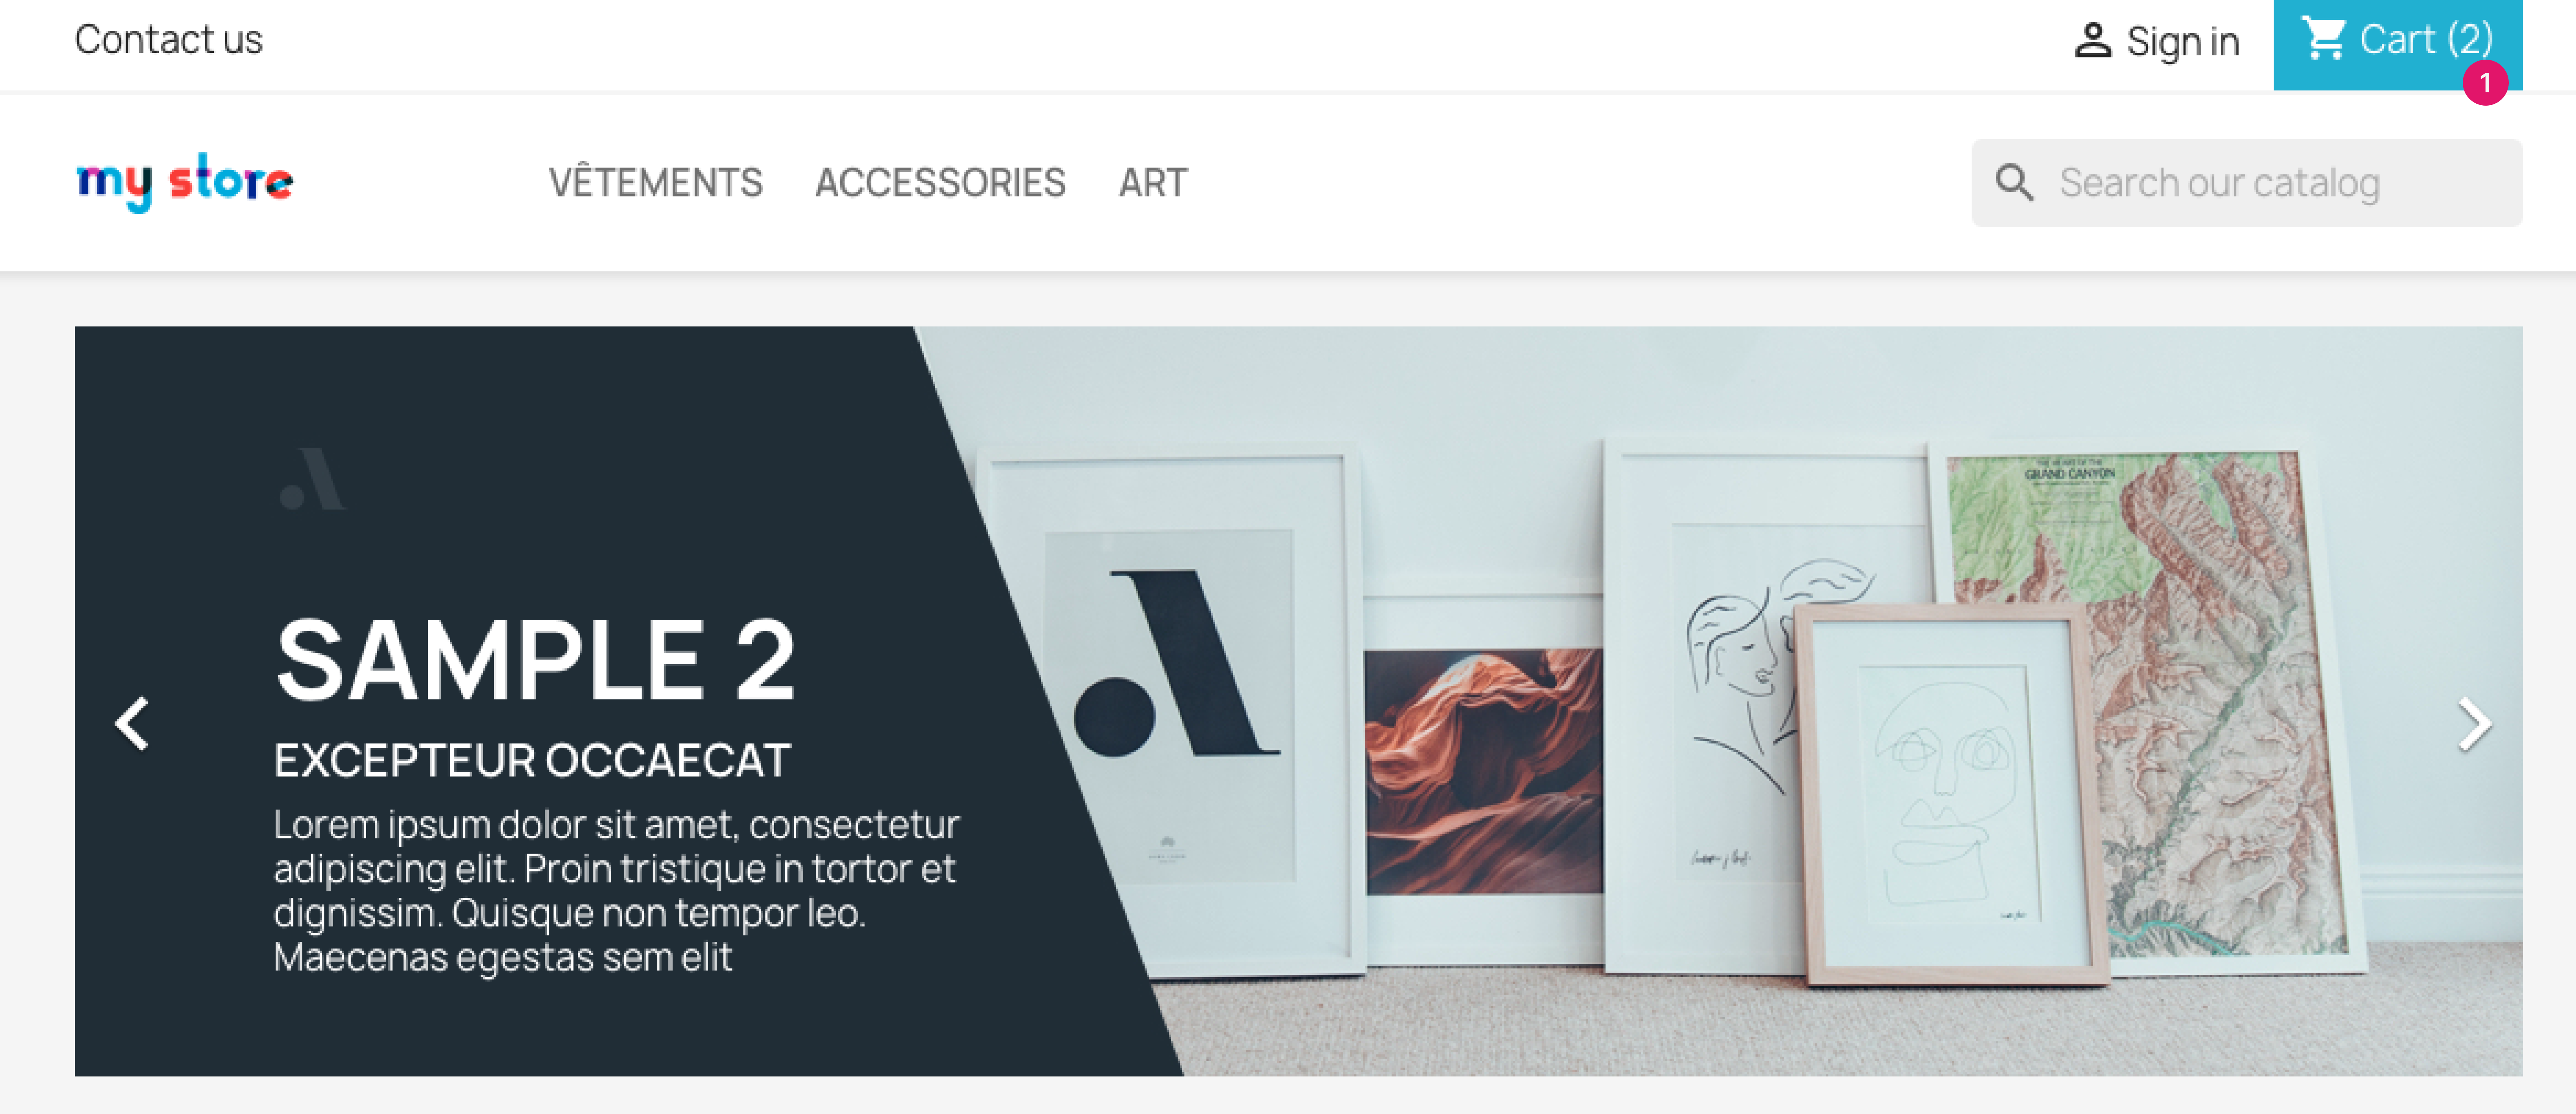 Contact us
Sign in
Cart (2)
1
my store
VÊTEMENTS
ACCESSORIES
ART
Search our catalog
GRAND CANYON
SAMPLE 2
EXCEPTEUR OCCAECAT
Lorem ipsum dolor sit amet, consectetur
adipiscing elit. Proin tristique in tortor et
dignissim. Quisque non tempor leo.
Maecenas egestas sem elit